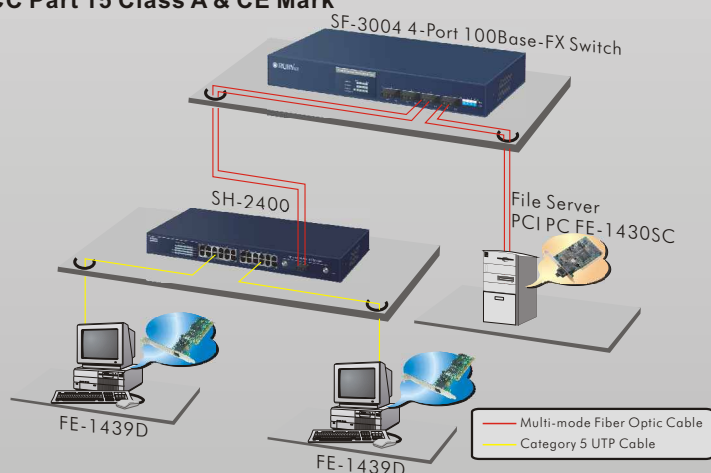 CC Part 15 Class A & CE Mark
SF-3004 4-Port 100Base-FX Switch
SH-2400
File Server
PCI PC FE-1430SC
FE-1439D
FE-1439D
Multi-mode Fiber Optic Cable
Category 5 UTP Cable